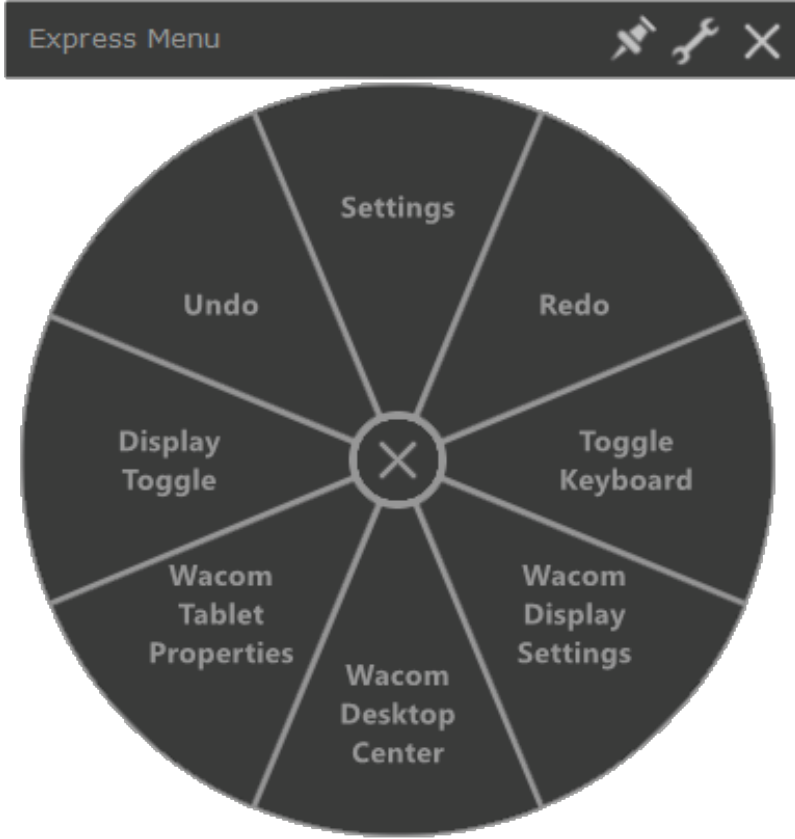 Express Menu
Settings
Undo
Redo
Display
Toggle
Toggle
Keyboard
Wacom
Tablet
Properties
Wacom
Display
Settings
Wacom
Desktop
Center